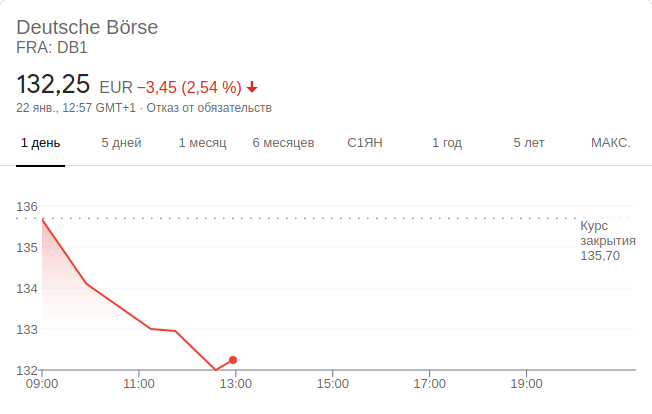 Deutsche Börse
FRA: DB1
132,25 EUR −3,45 (2,54 %)
22 янв., 12:57 GMT+1 · Отказ от обязательств
1 день 5 дней 1 месяц 6 месяцев С1ЯН 1 год 5 лет МАКС.
136
Курс
закрытия
135,70
135
134
133
132
09:00 11:00 13:00 15:00 17:00 19:00